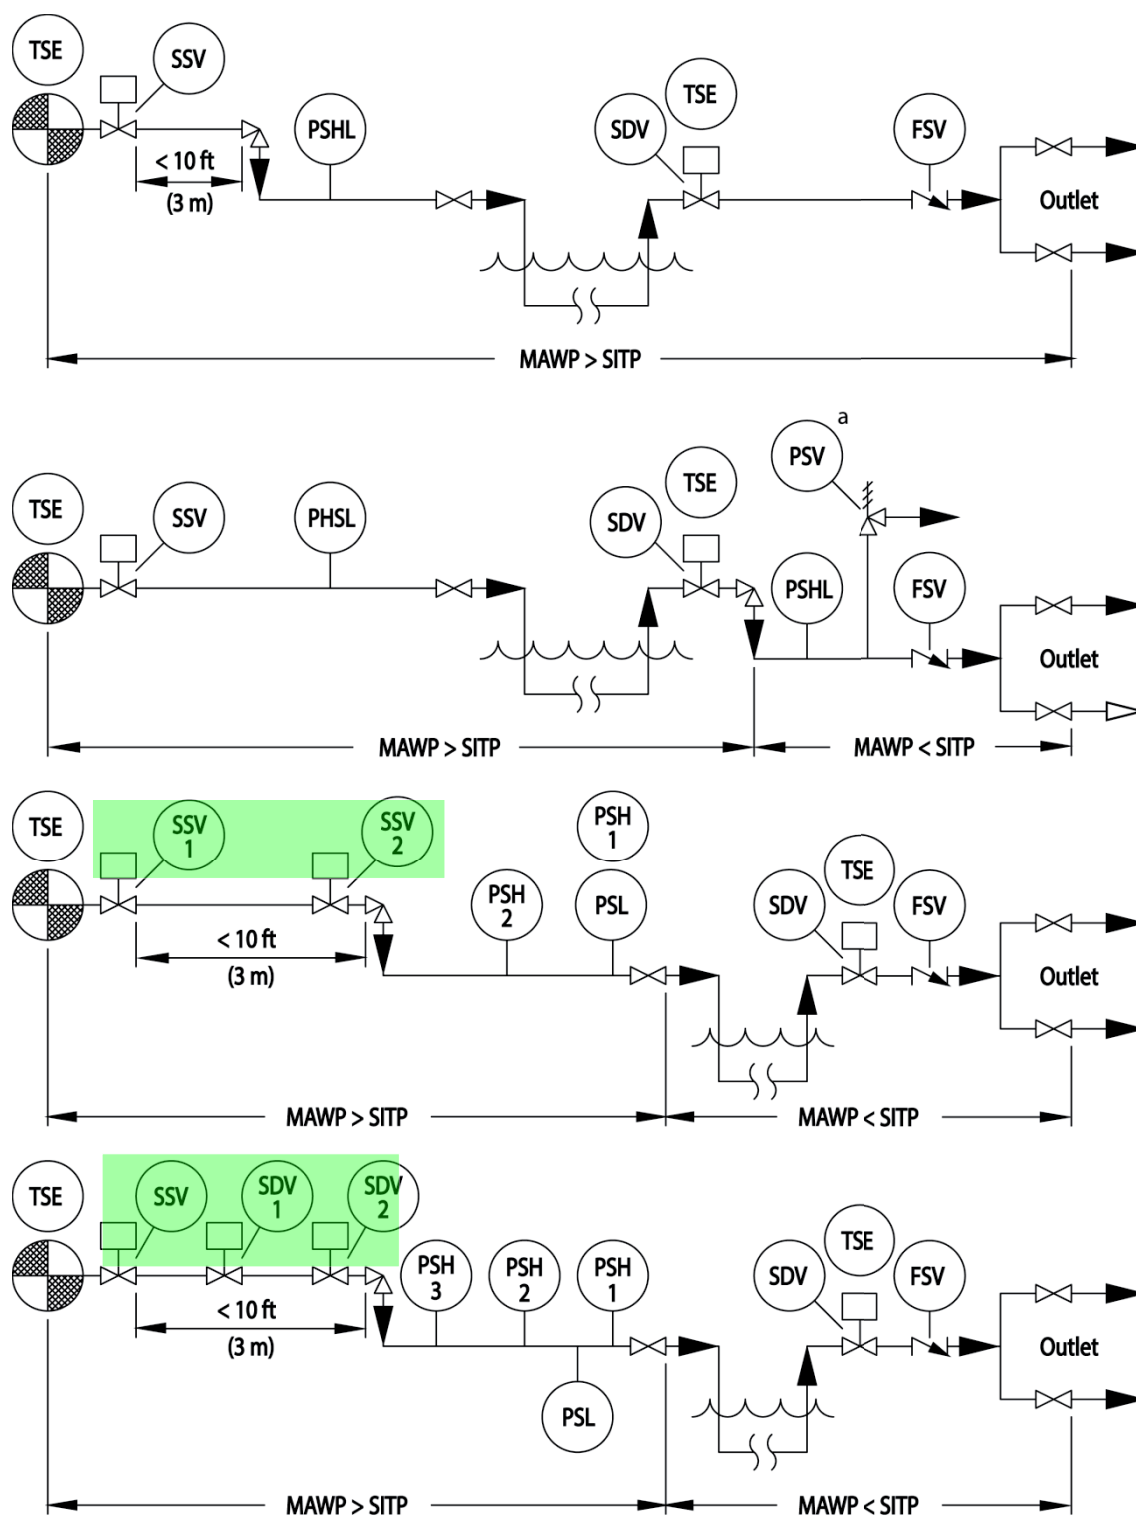 TSE
SSV
PSHL
SDV
TSE
FSV
< 10 ft
(3 m)
Outlet
MAWP > SITP
a
PSV
TSE
SSV
PHSL
SDV
TSE
PSHL
FSV
Outlet
MAWP > SITP
MAWP < SITP
TSE
SSV
1
SSV
2
PSH
1
PSH
2
PSL
SDV
TSE
FSV
< 10 ft
(3 m)
Outlet
MAWP > SITP
MAWP < SITP
TSE
SSV
SDV
1
SDV
2
PSH
3
PSH
2
PSH
1
SDV
TSE
FSV
< 10 ft
(3 m)
Outlet
PSL
MAWP > SITP
MAWP < SITP